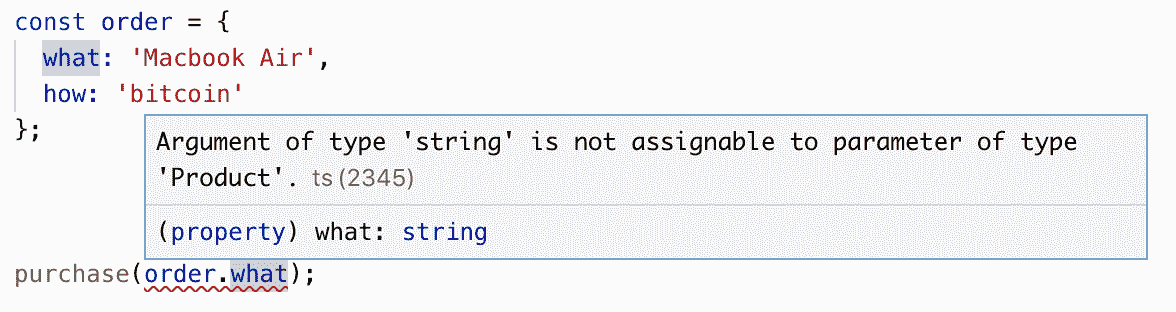 const order = {
what: 'Macbook Air',
how: 'bitcoin'
};
Argument of type 'string' is not assignable to parameter of type
'Product'. ts(2345)
(property) what: string
purchase(order.what);